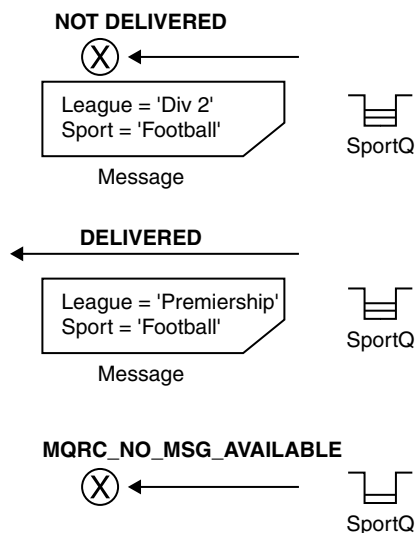 NOT DELIVERED
X
League = 'Div 2'
Sport = 'Football'
SportQ
Message
DELIVERED
League = 'Premiership'
Sport = 'Football'
SportQ
Message
MQRC_NO_MSG_AVAILABLE
X
SportQ